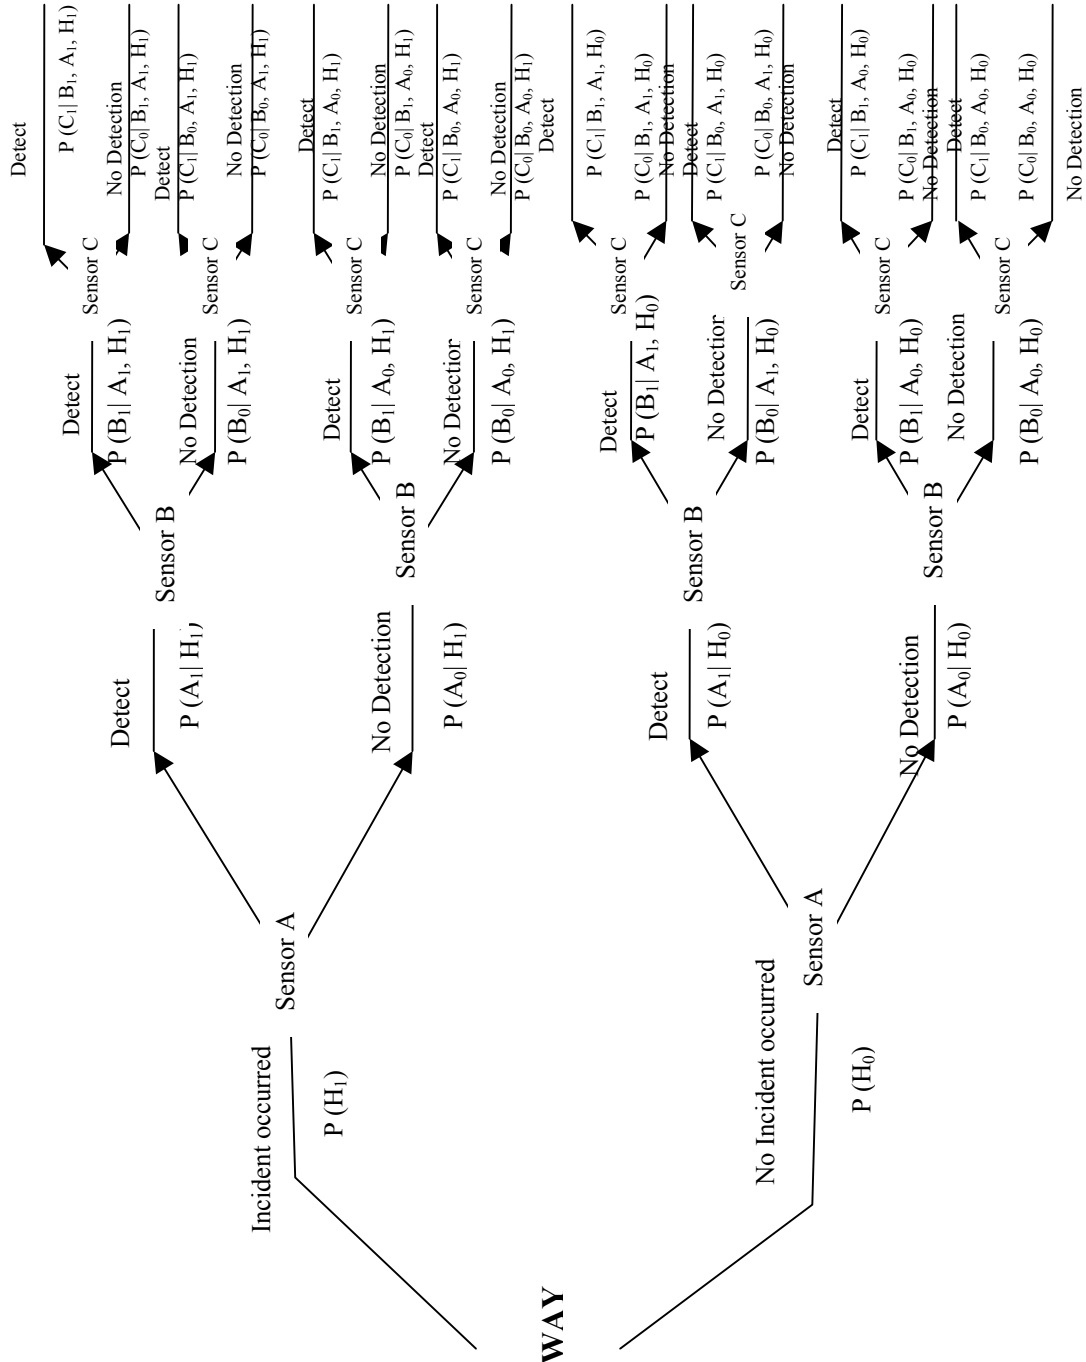 WAY
Incident occurred
P (H₁)
No Incident occurred
P (H₀)
Sensor A
Sensor A
Detect
P (A₁| H₁)
No Detection
P (A₀| H₁)
Detect
P (A₁| H₀)
No Detection
P (A₀| H₀)
Sensor B
Sensor B
Sensor B
Sensor B
Detect
P (B₁| A₁, H₁)
No Detection
P (B₀| A₁, H₁)
Detect
P (B₁| A₀, H₁)
No Detection
P (B₀| A₀, H₁)
Detect
P (B₁| A₁, H₀)
No Detection
P (B₀| A₁, H₀)
Detect
P (B₁| A₀, H₀)
No Detection
P (B₀| A₀, H₀)
Sensor C
Sensor C
Sensor C
Sensor C
Sensor C
Sensor C
Sensor C
Sensor C
Detect
P (C₁| B₁, A₁, H₁)
No Detection
P (C₀| B₁, A₁, H₁)
Detect
P (C₁| B₀, A₁, H₁)
No Detection
P (C₀| B₀, A₁, H₁)
Detect
P (C₁| B₁, A₀, H₁)
No Detection
P (C₀| B₁, A₀, H₁)
Detect
P (C₁| B₀, A₀, H₁)
No Detection
P (C₀| B₀, A₀, H₁)
Detect
P (C₁| B₁, A₁, H₀)
P (C₀| B₁, A₁, H₀)
No Detection
Detect
P (C₁| B₀, A₁, H₀)
P (C₀| B₀, A₁, H₀)
No Detection
Detect
P (C₁| B₁, A₀, H₀)
P (C₀| B₁, A₀, H₀)
No Detection
Detect
P (C₁| B₀, A₀, H₀)
P (C₀| B₀, A₀, H₀)
No Detection